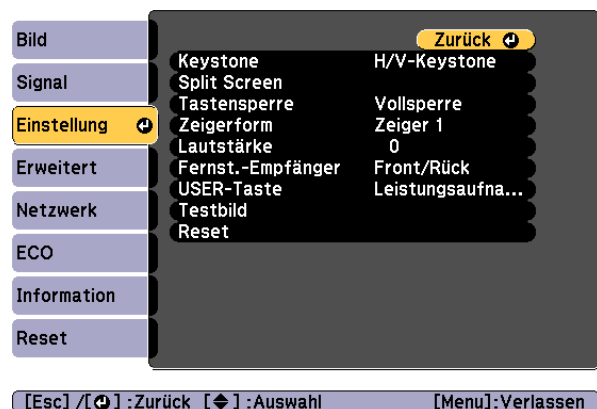 Bild
Signal
Einstellung
Erweitert
Netzwerk
ECO
Information
Reset
Zurück
Keystone H/V-Keystone
Split Screen
Tastensperre Vollsperre
Zeigerform Zeiger 1
Lautstärke 0
Fernst.-Empfänger Front/Rück
USER-Taste Leistungsaufna...
Testbild
Reset
[Esc] /[ ] :Zurück [ ] :Auswahl [Menu]:Verlassen